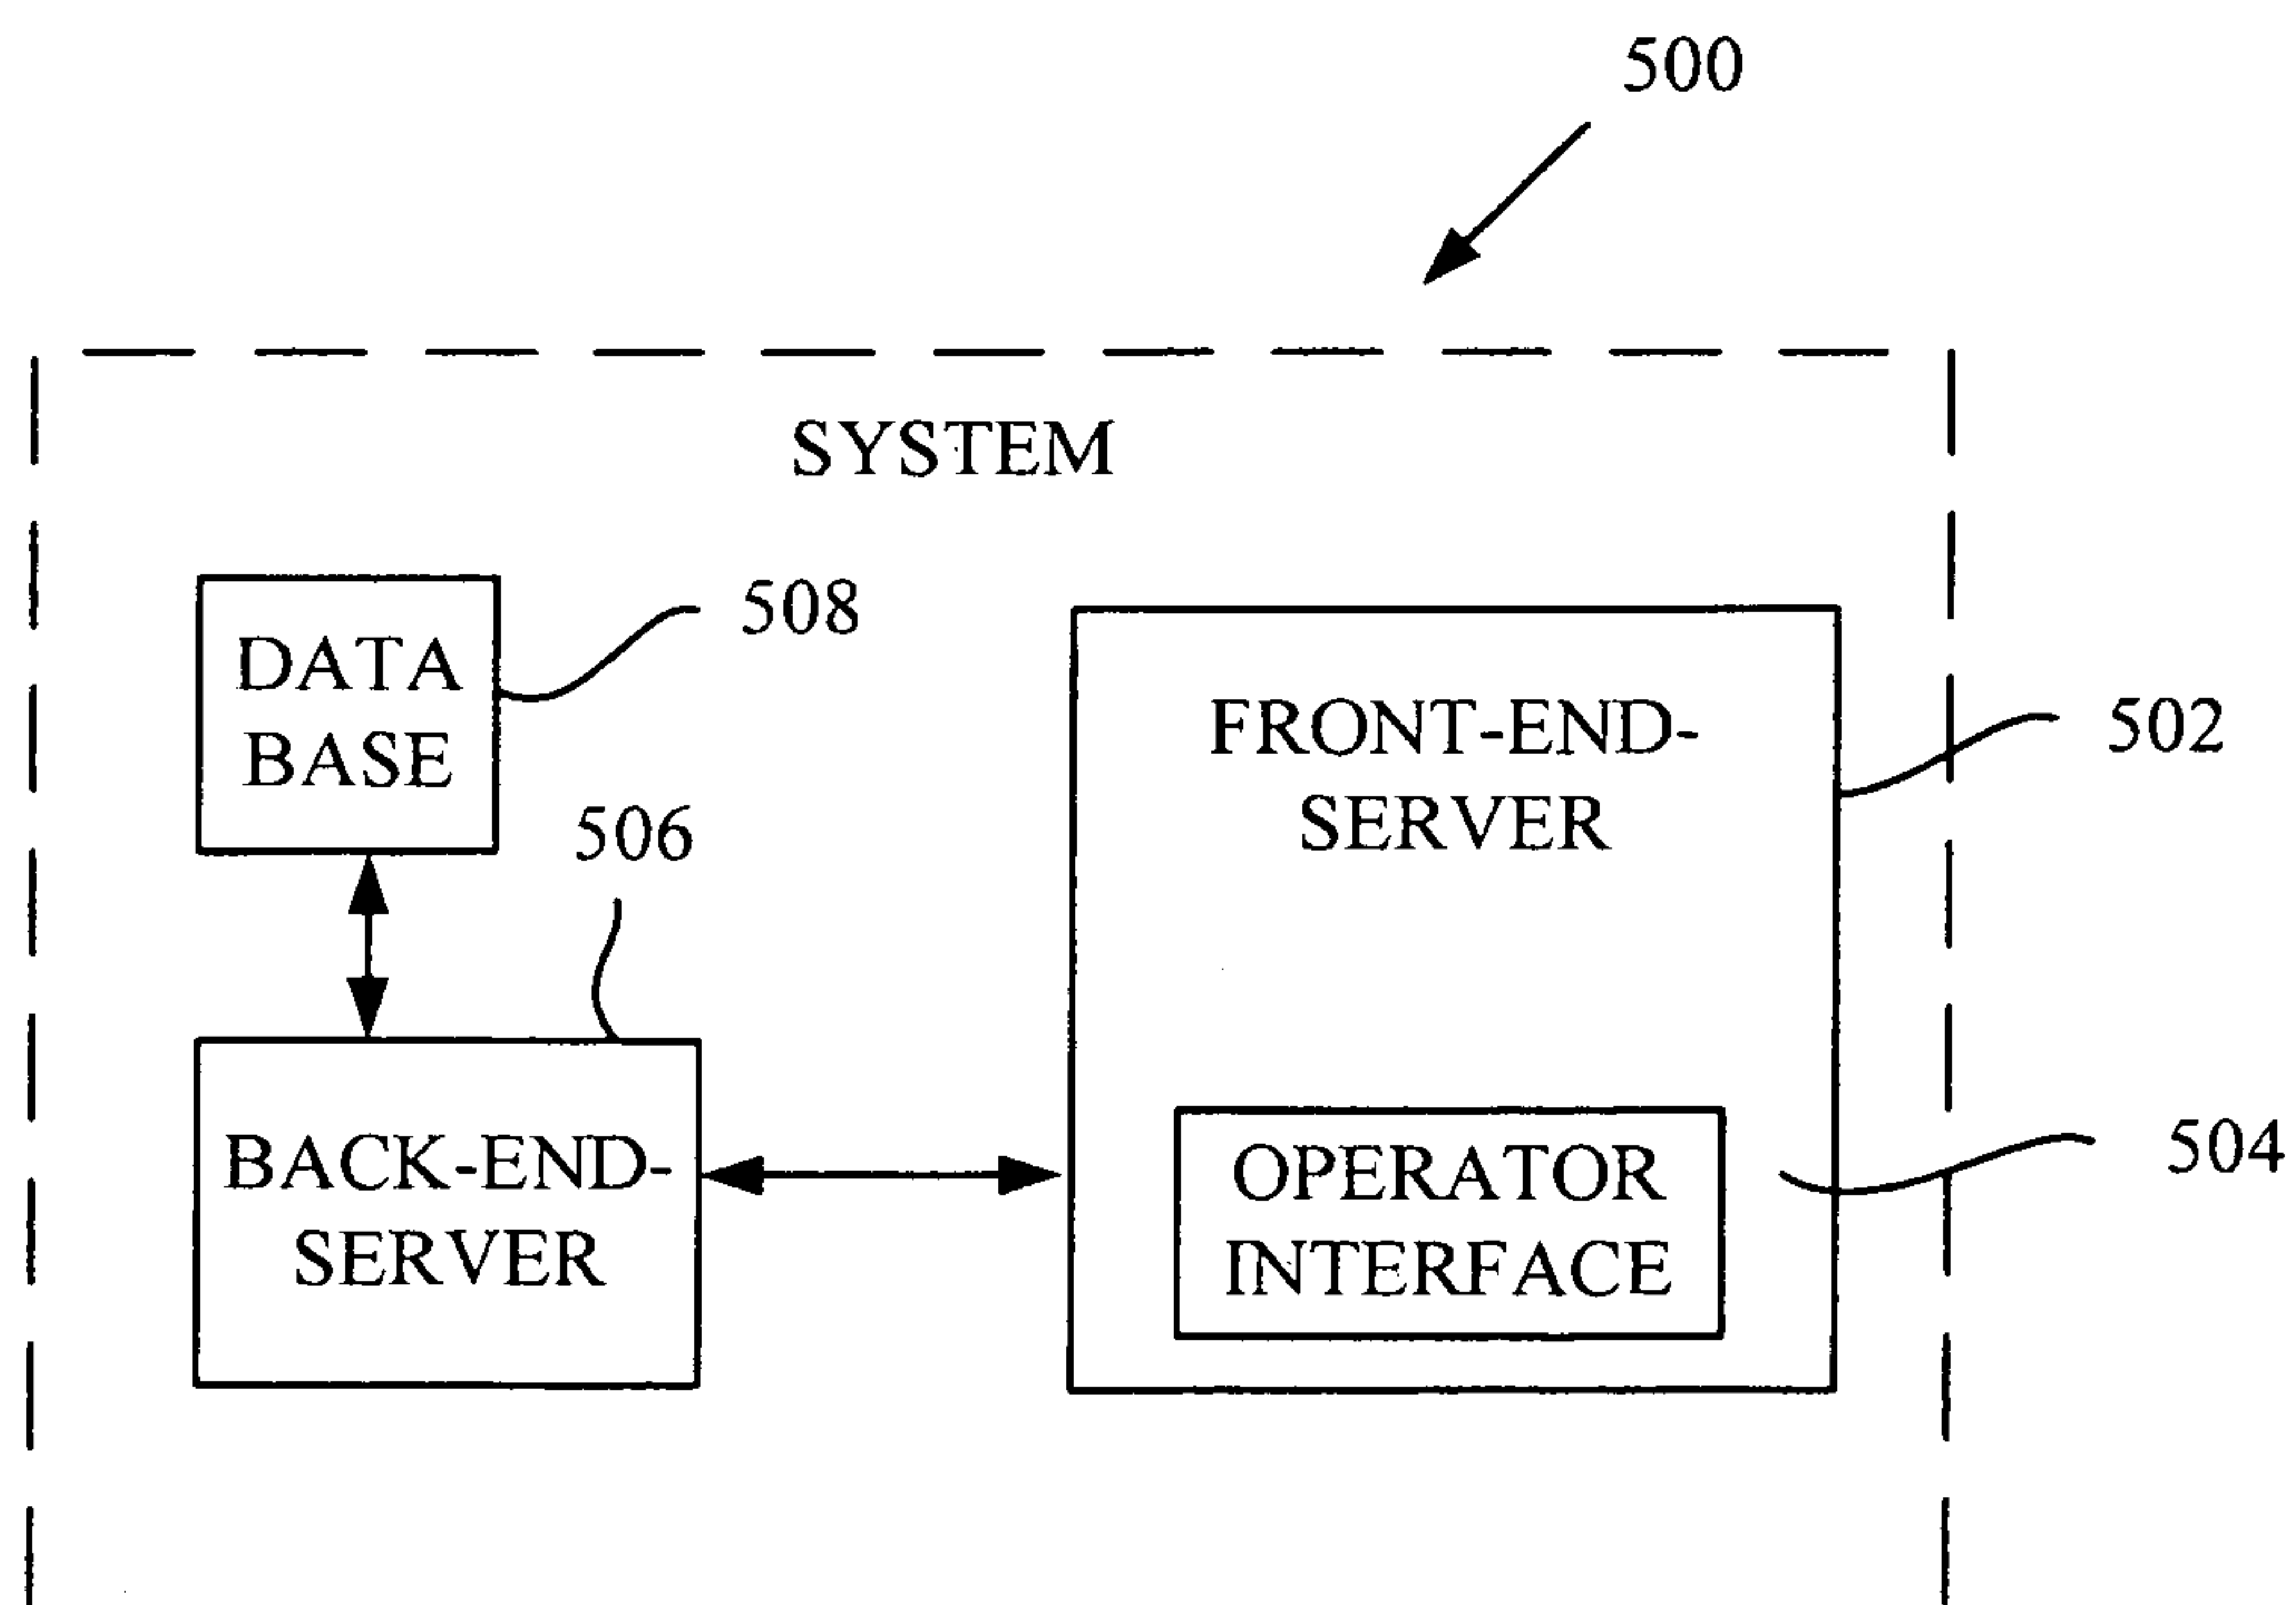 500
SYSTEM
DATA
BASE
508
506
FRONT-END-
SERVER
502
BACK-END-
SERVER
OPERATOR
INTERFACE
504